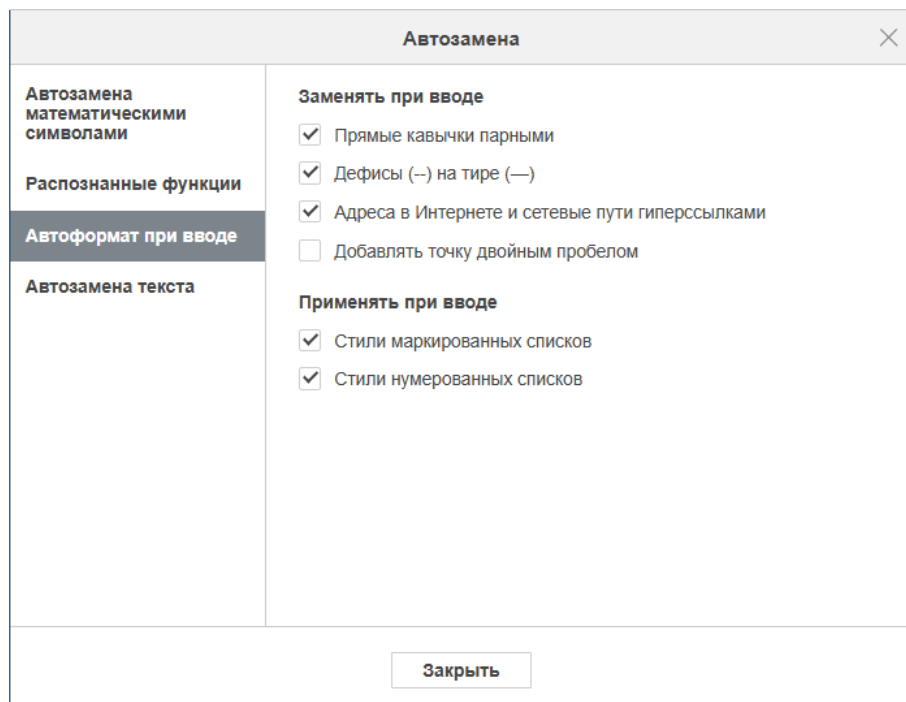 Автозамена
Автозамена
математическими
символами
Распознанные функции
Автоформат при вводе
Автозамена текста
Заменять при вводе
Прямые кавычки парными
Дефисы (--) на тире (—)
Адреса в Интернете и сетевые пути гиперссылками
Добавлять точку двойным пробелом
Применять при вводе
Стили маркированных списков
Стили нумерованных списков
Закрыть